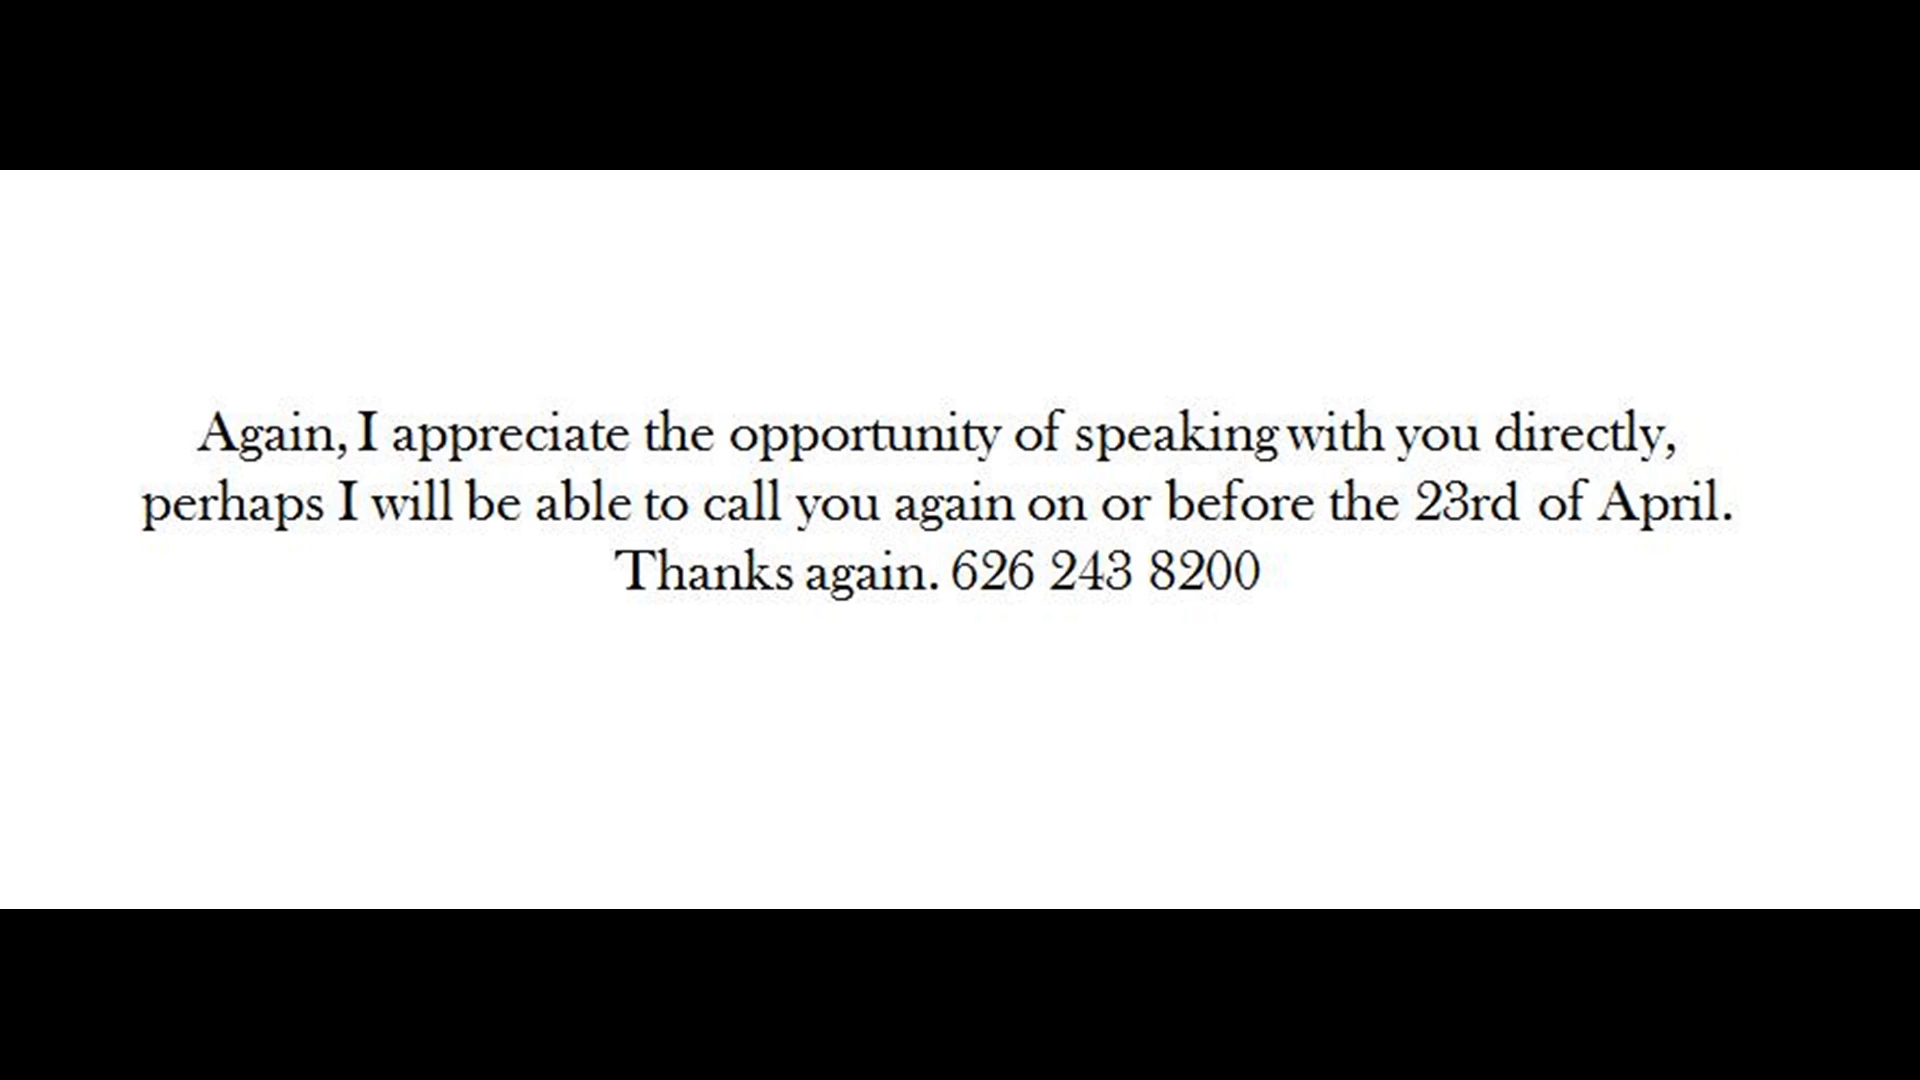 Again, I appreciate the opportunity of speaking with you directly,
perhaps I will be able to call you again on or before the 23rd of April.
Thanks again. 626 243 8200